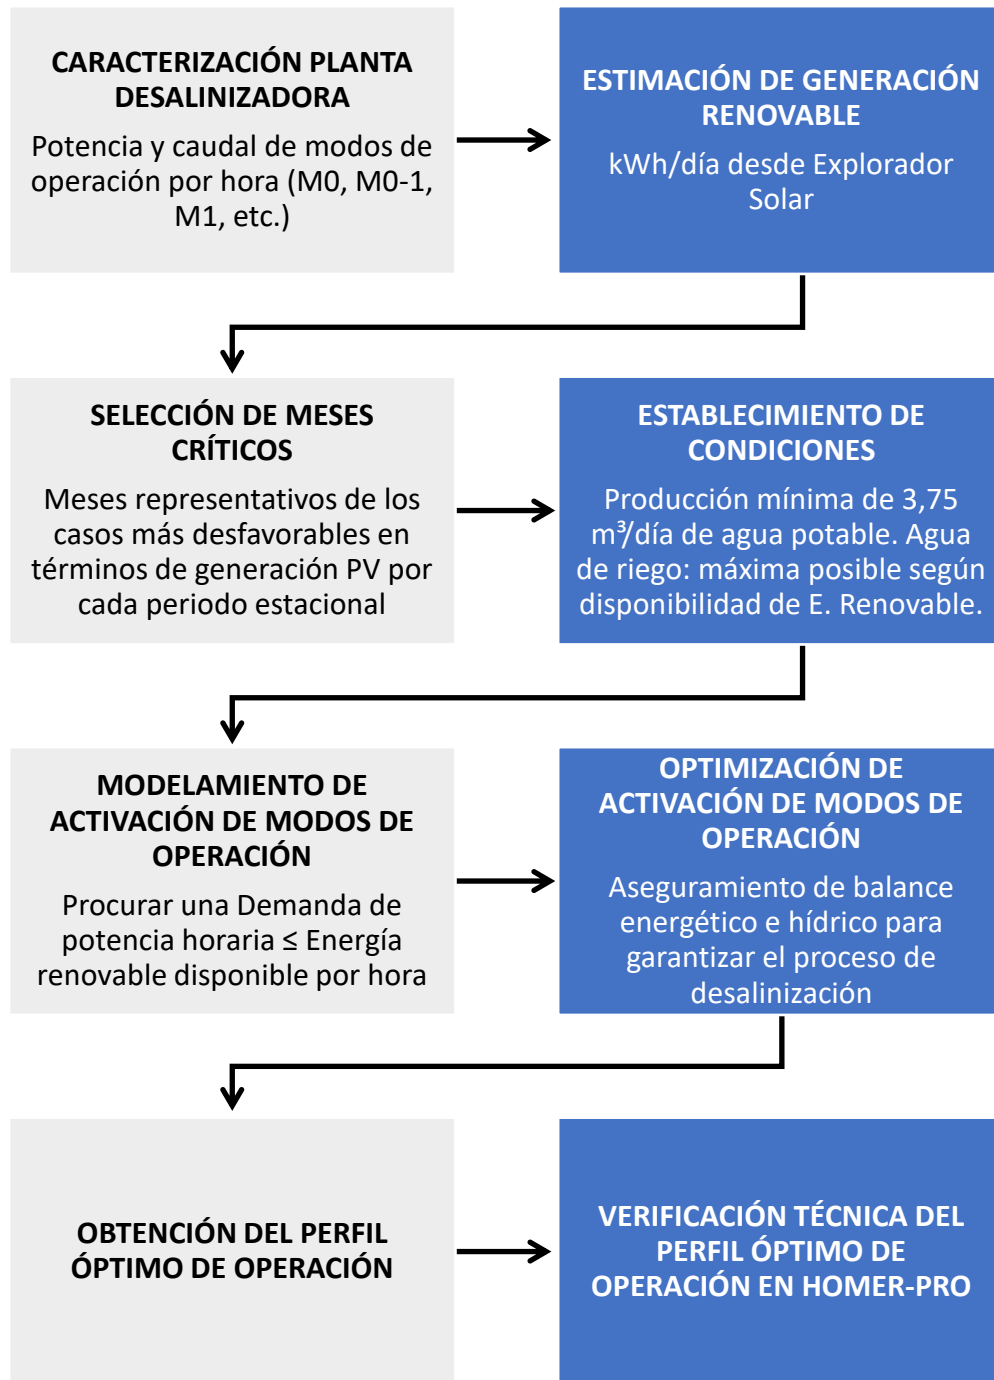 CARACTERIZACIÓN PLANTA
DESALINIZADORA
Potencia y caudal de modos de
operación por hora (M0, M0-1,
M1, etc.)
ESTIMACIÓN DE GENERACIÓN
RENOVABLE
kWh/día desde Explorador
Solar
SELECCIÓN DE MESES
CRÍTICOS
Meses representativos de los
casos más desfavorables en
términos de generación PV por
cada periodo estacional
ESTABLECIMIENTO DE
CONDICIONES
Producción mínima de 3,75
m³/día de agua potable. Agua
de riego: máxima posible según
disponibilidad de E. Renovable.
MODELAMIENTO DE
ACTIVACIÓN DE MODOS DE
OPERACIÓN
Procurar una Demanda de
potencia horaria ≤ Energía
renovable disponible por hora
OPTIMIZACIÓN DE
ACTIVACIÓN DE MODOS DE
OPERACIÓN
Aseguramiento de balance
energético e hídrico para
garantizar el proceso de
desalinización
OBTENCIÓN DEL PERFIL
ÓPTIMO DE OPERACIÓN
VERIFICACIÓN TÉCNICA DEL
PERFIL ÓPTIMO DE
OPERACIÓN EN HOMER-PRO